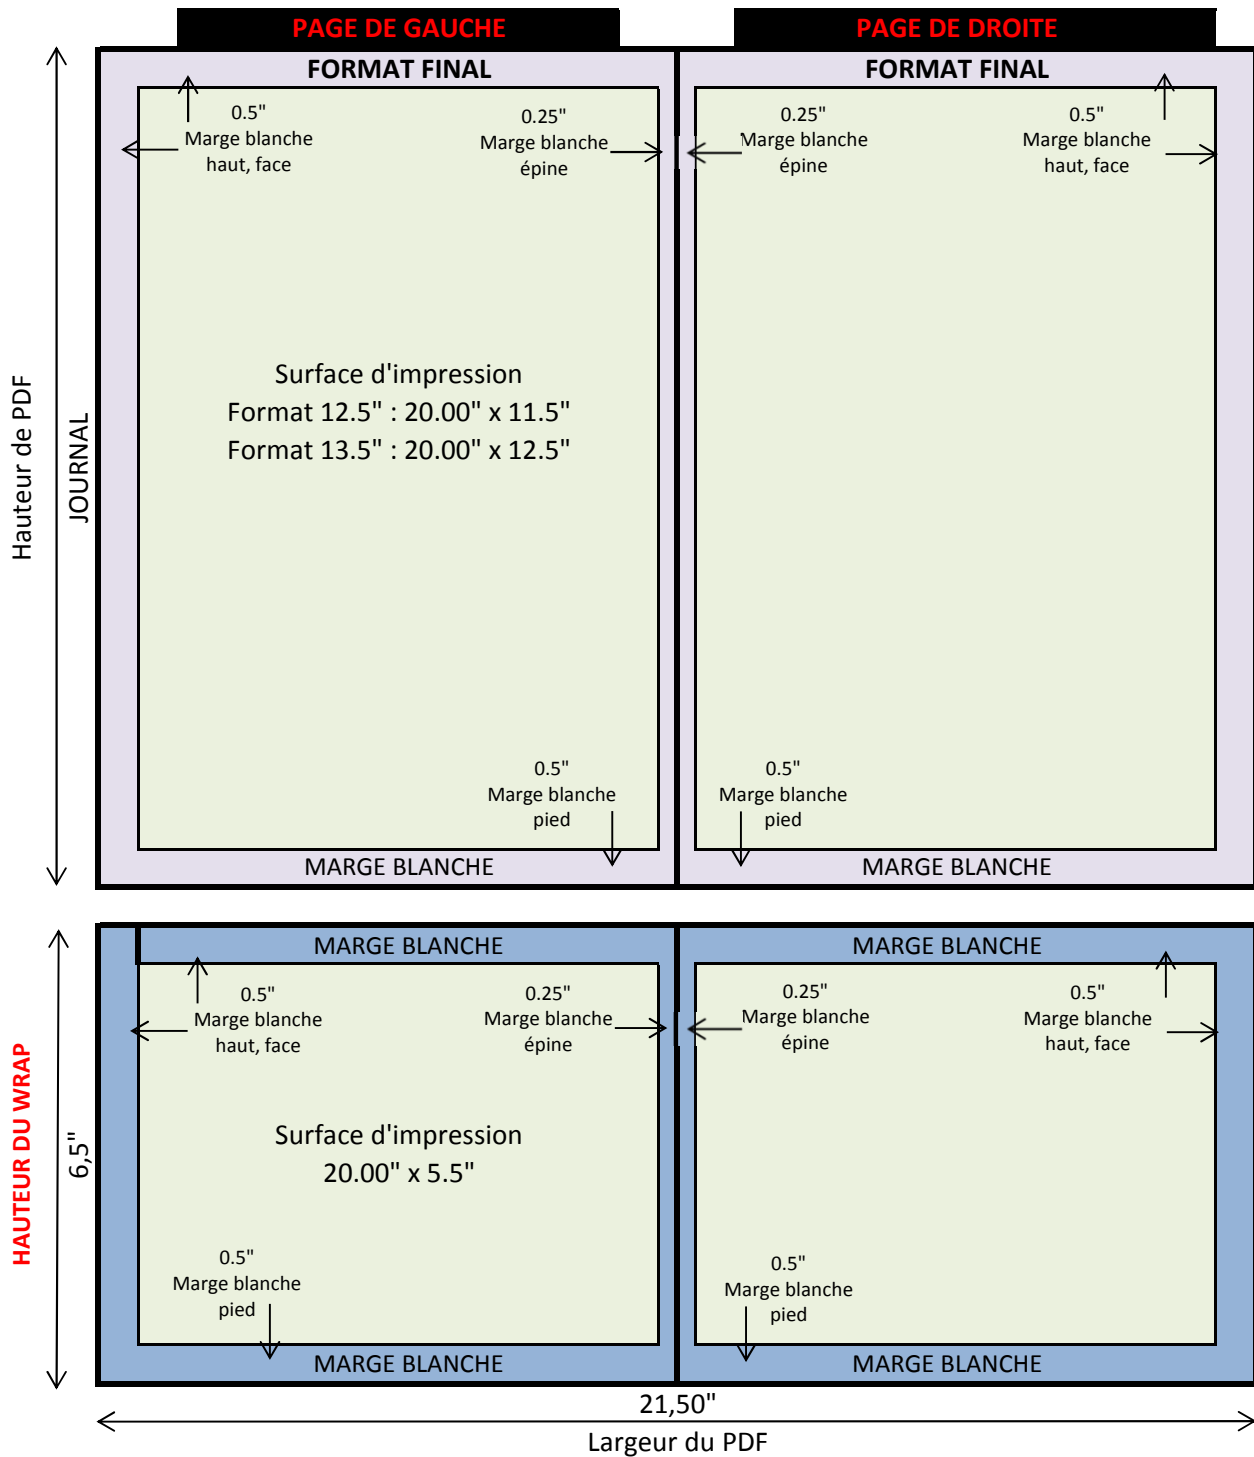 PAGE DE GAUCHE
PAGE DE DROITE
FORMAT FINAL
FORMAT FINAL
0.5"
Marge blanche
haut, face
0.25"
Marge blanche
épine
0.25"
Marge blanche
épine
0.5"
Marge blanche
haut, face
Hauteur de PDF
JOURNAL
Surface d'impression
Format 12.5" : 20.00" x 11.5"
Format 13.5" : 20.00" x 12.5"
0.5"
Marge blanche
pied
0.5"
Marge blanche
pied
MARGE BLANCHE
MARGE BLANCHE
MARGE BLANCHE
MARGE BLANCHE
0.5"
Marge blanche
haut, face
0.25"
Marge blanche
épine
0.25"
Marge blanche
épine
0.5"
Marge blanche
haut, face
HAUTEUR DU WRAP
6,5"
Surface d'impression
20.00" x 5.5"
0.5"
Marge blanche
pied
0.5"
Marge blanche
pied
MARGE BLANCHE
MARGE BLANCHE
21,50"
Largeur du PDF